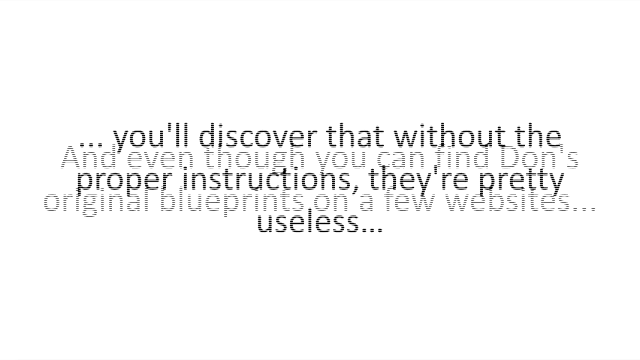 ... you'll discover that without the
And even though you can find Don's
proper instructions, they're pretty
original blueprints on a few websites...
useless...